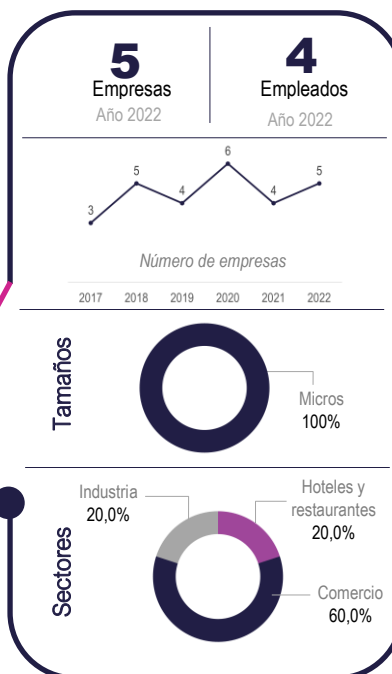 5
Empresas
Año 2022
4
Empleados
Año 2022
3
5
4
6
4
5
Número de empresas
2017 2018 2019 2020 2021 2022
Tamaños
Micros
100%
Sectores
Industria
20,0%
Hoteles y
restaurantes
20,0%
Comercio
60,0%